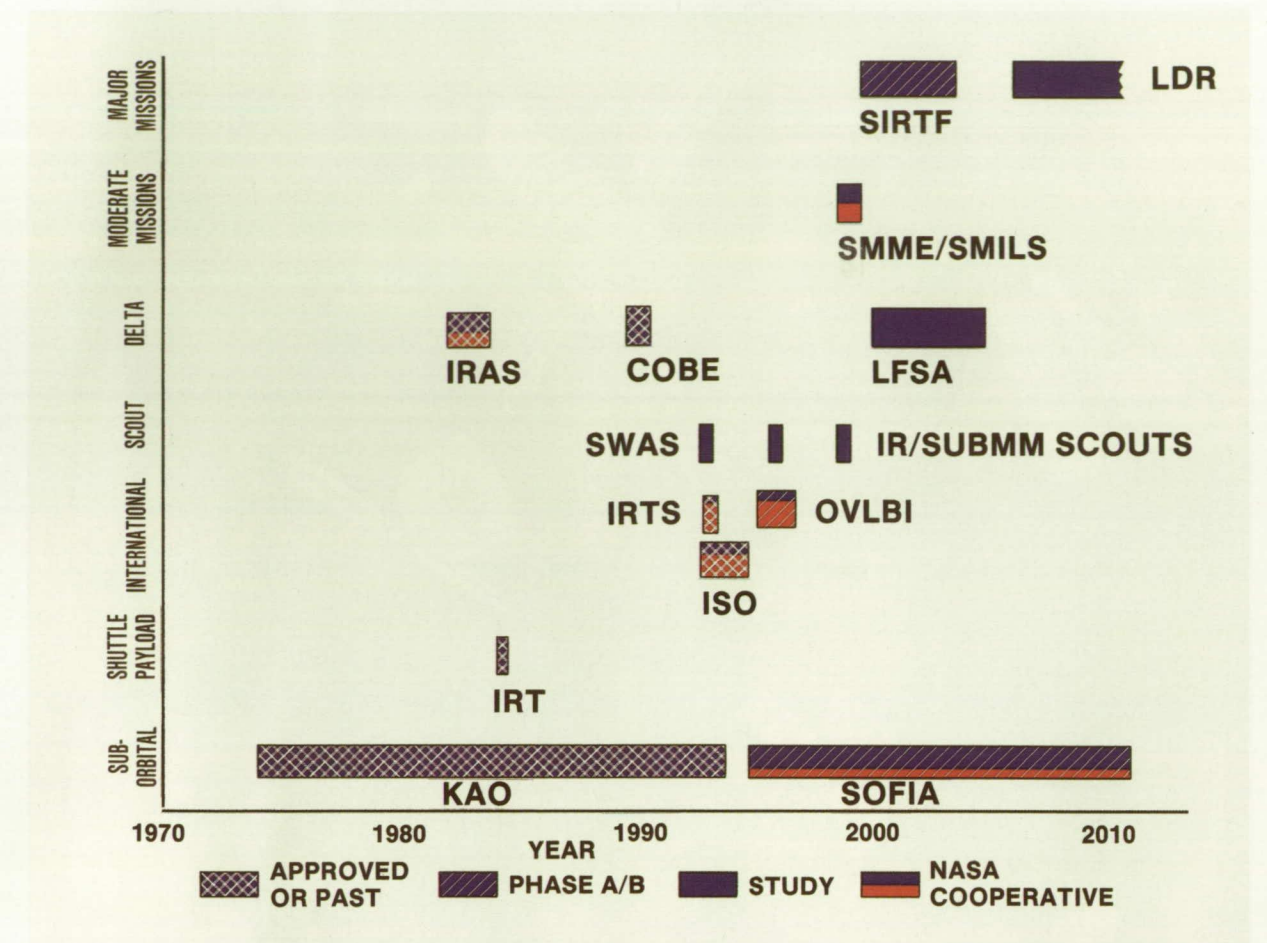 MAJOR
MISSIONS
SIRTF
LDR
MODERATE
MISSIONS
SMME/SMILS
DELTA
IRAS
COBE
LFSA
SCOUT
SWAS
IR/SUBMM SCOUTS
INTERNATIONAL
IRTS
OVLBI
ISO
SHUTTLE
PAYLOAD
IRT
SUB-
ORBITAL
KAO
SOFIA
1970
1980
1990
2000
2010
YEAR
APPROVED
OR PAST
PHASE A/B
STUDY
NASA
COOPERATIVE